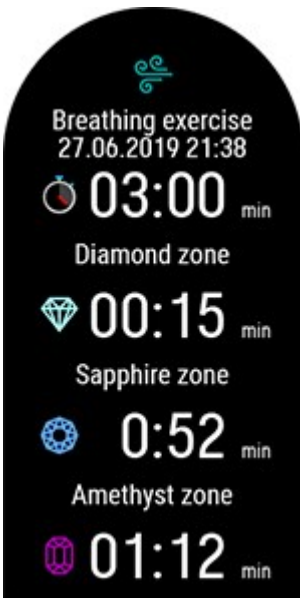 Breathing exercise
27.06.2019 21:38
03:00 min
Diamond zone
00:15 min
Sapphire zone
0:52 min
Amethyst zone
01:12 min